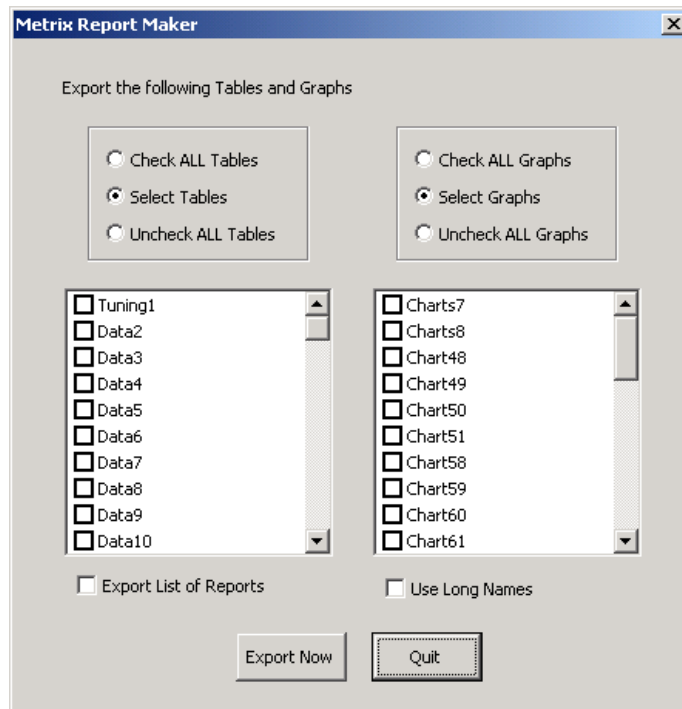 Metrix Report Maker
Export the following Tables and Graphs
Check ALL Tables
Select Tables
Uncheck ALL Tables
Check ALL Graphs
Select Graphs
Uncheck ALL Graphs
Tuning1
Data2
Data3
Data4
Data5
Data6
Data7
Data8
Data9
Data10
Charts7
Charts8
Chart48
Chart49
Chart50
Chart51
Chart58
Chart59
Chart60
Chart61
Export List of Reports
Use Long Names
Export Now
Quit